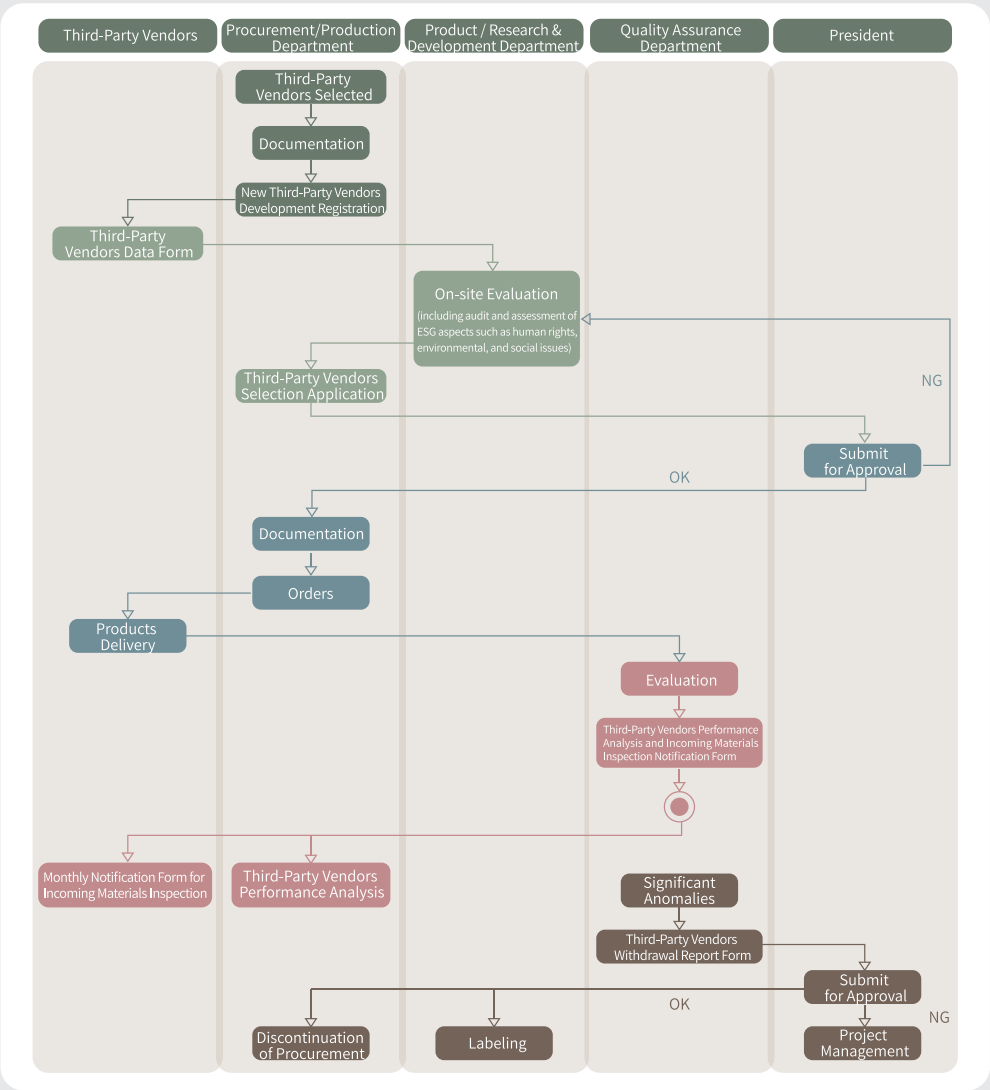 Third-Party Vendors
Procurement/Production
Department
Product / Research &
Development Department
Quality Assurance
Department
President
Third-Party
Vendors Selected
Documentation
New Third-Party Vendors
Development Registration
Third-Party
Vendors Data Form
On-site Evaluation
(including audit and assessment of
ESG aspects such as human rights,
environmental, and social issues)
Third-Party Vendors
Selection Application
NG
Submit
for Approval
OK
Documentation
Orders
Products
Delivery
Evaluation
Third-Party Vendors Performance
Analysis and Incoming Materials
Inspection Notification Form
Monthly Notification Form for
Incoming Materials Inspection
Third-Party Vendors
Performance Analysis
Significant
Anomalies
Third-Party Vendors
Withdrawal Report Form
Submit
for Approval
OK
NG
Discontinuation
of Procurement
Labeling
Project
Management